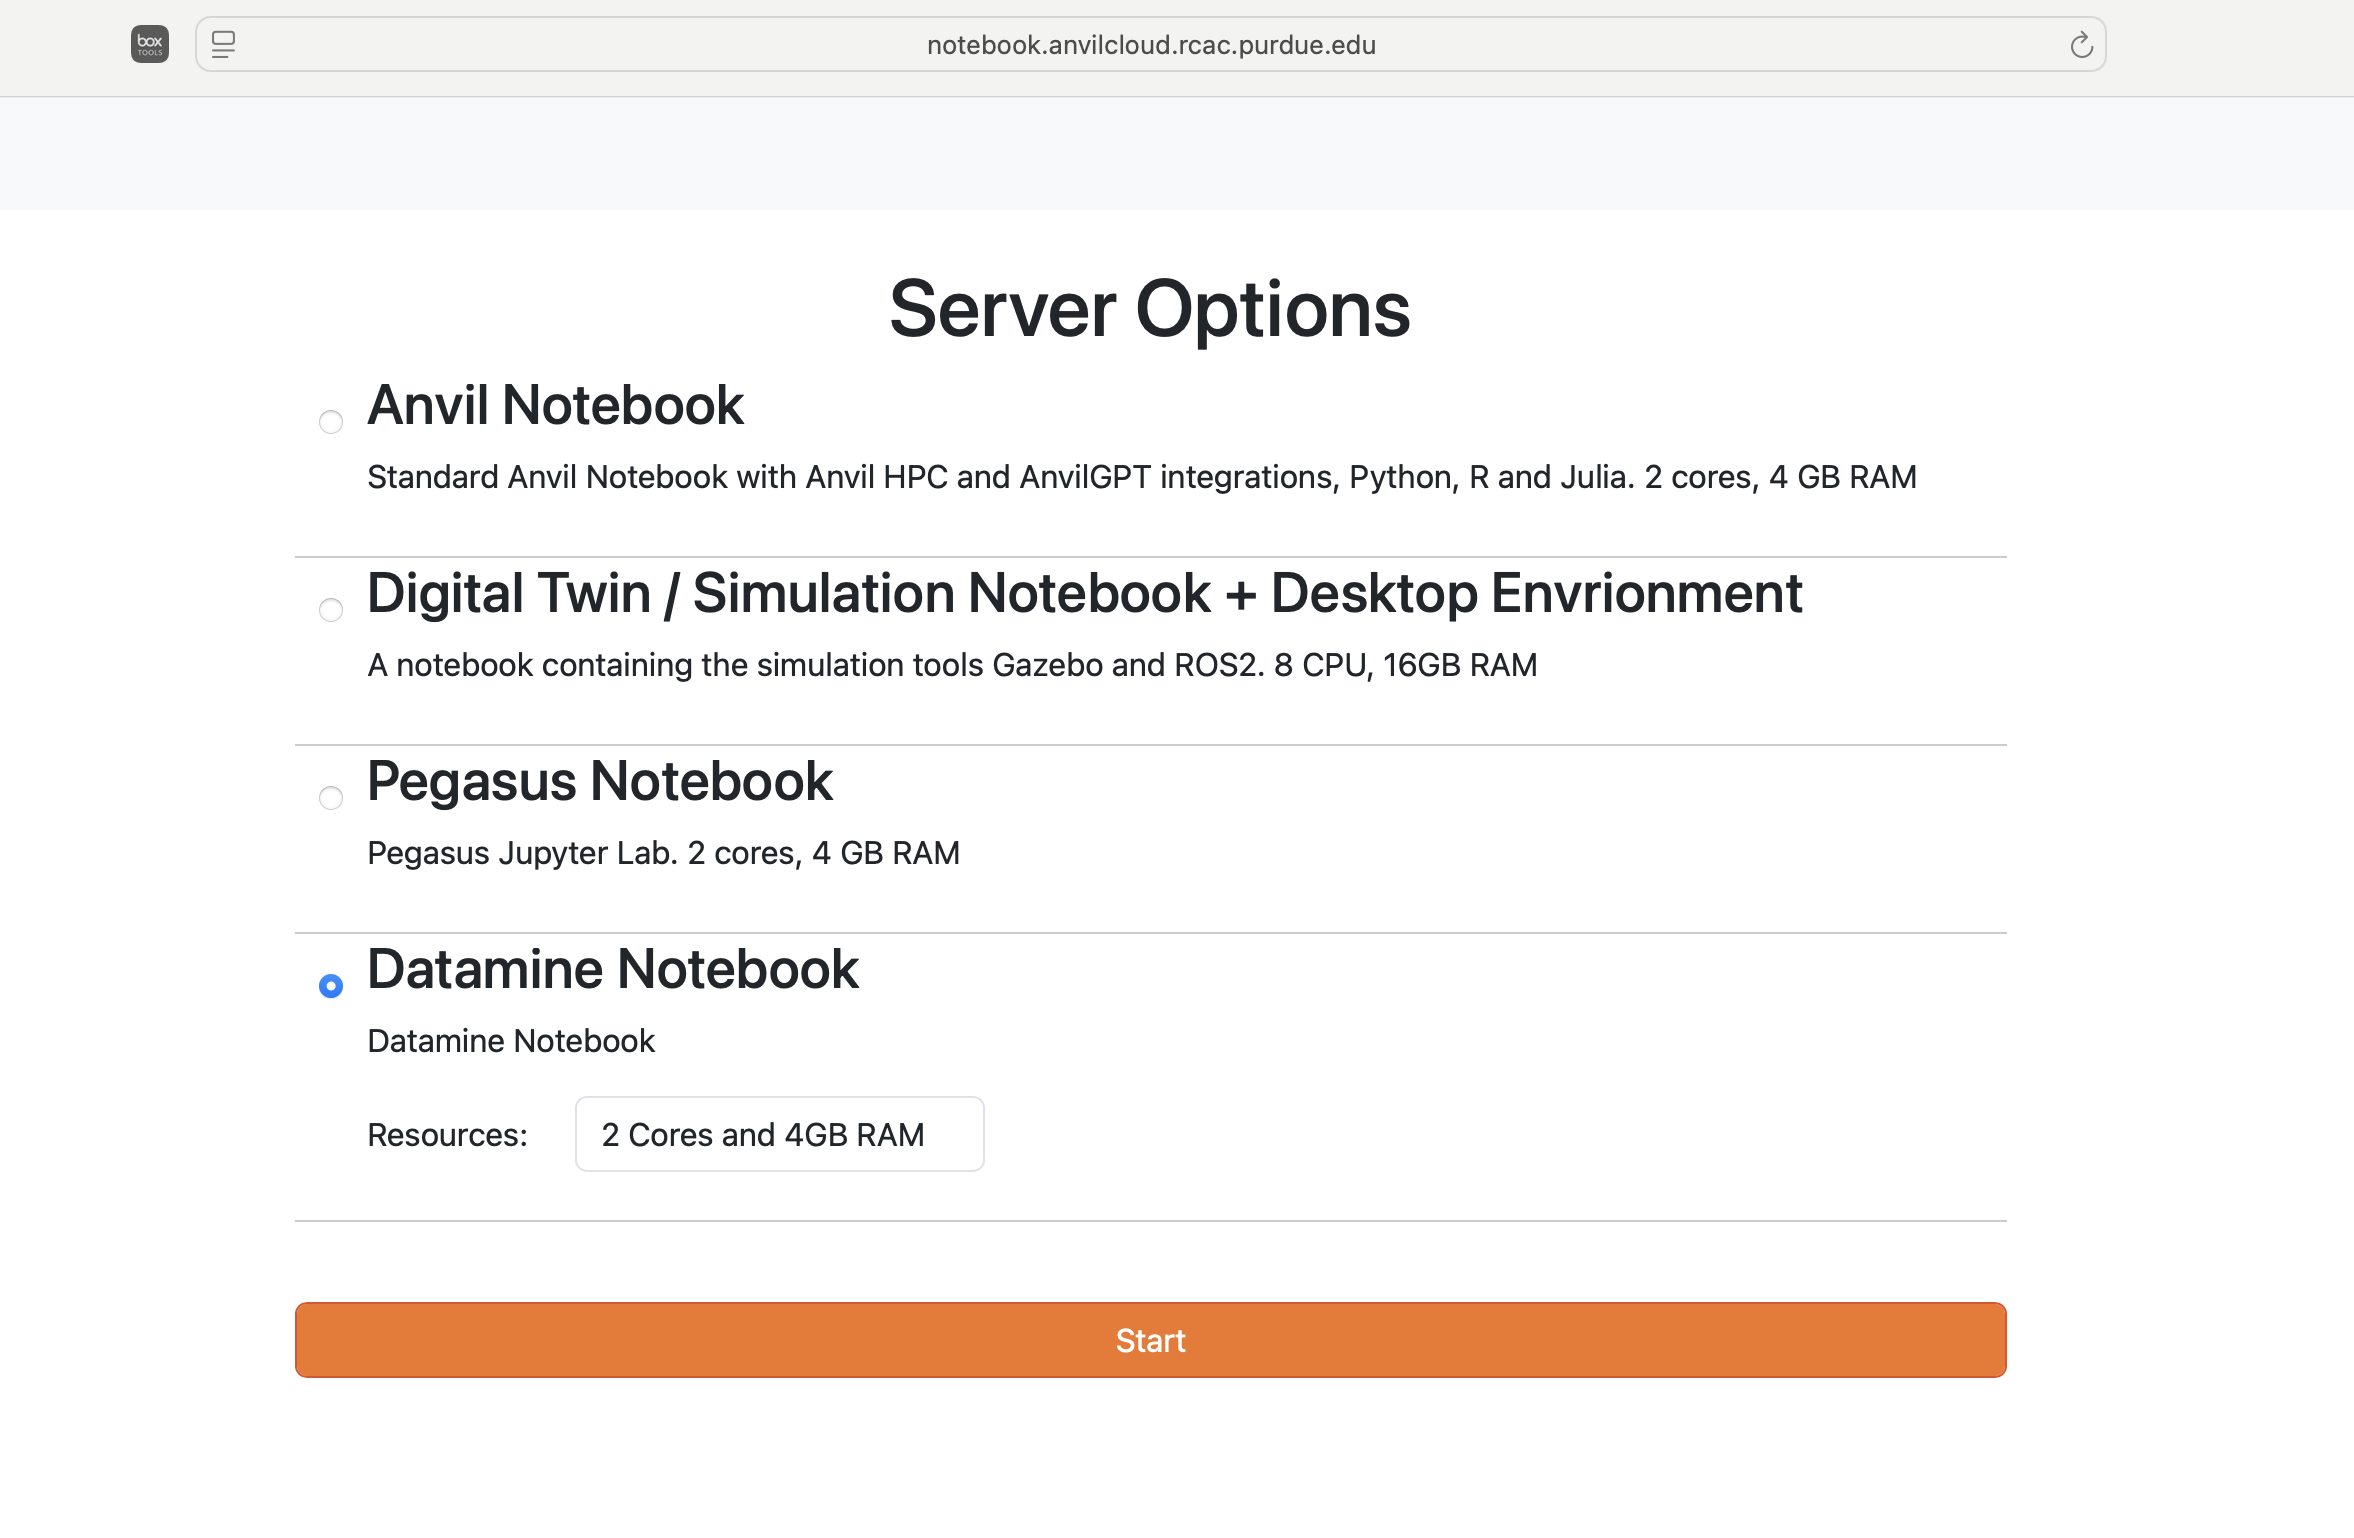 box
TOOLS
notebook.anvilcloud.rcac.purdue.edu
Server Options
Anvil Notebook
Standard Anvil Notebook with Anvil HPC and AnvilGPT integrations, Python, R and Julia. 2 cores, 4 GB RAM
Digital Twin / Simulation Notebook + Desktop Envrionment
A notebook containing the simulation tools Gazebo and ROS2. 8 CPU, 16GB RAM
Pegasus Notebook
Pegasus Jupyter Lab. 2 cores, 4 GB RAM
Datamine Notebook
Datamine Notebook
Resources: 2 Cores and 4GB RAM
Start